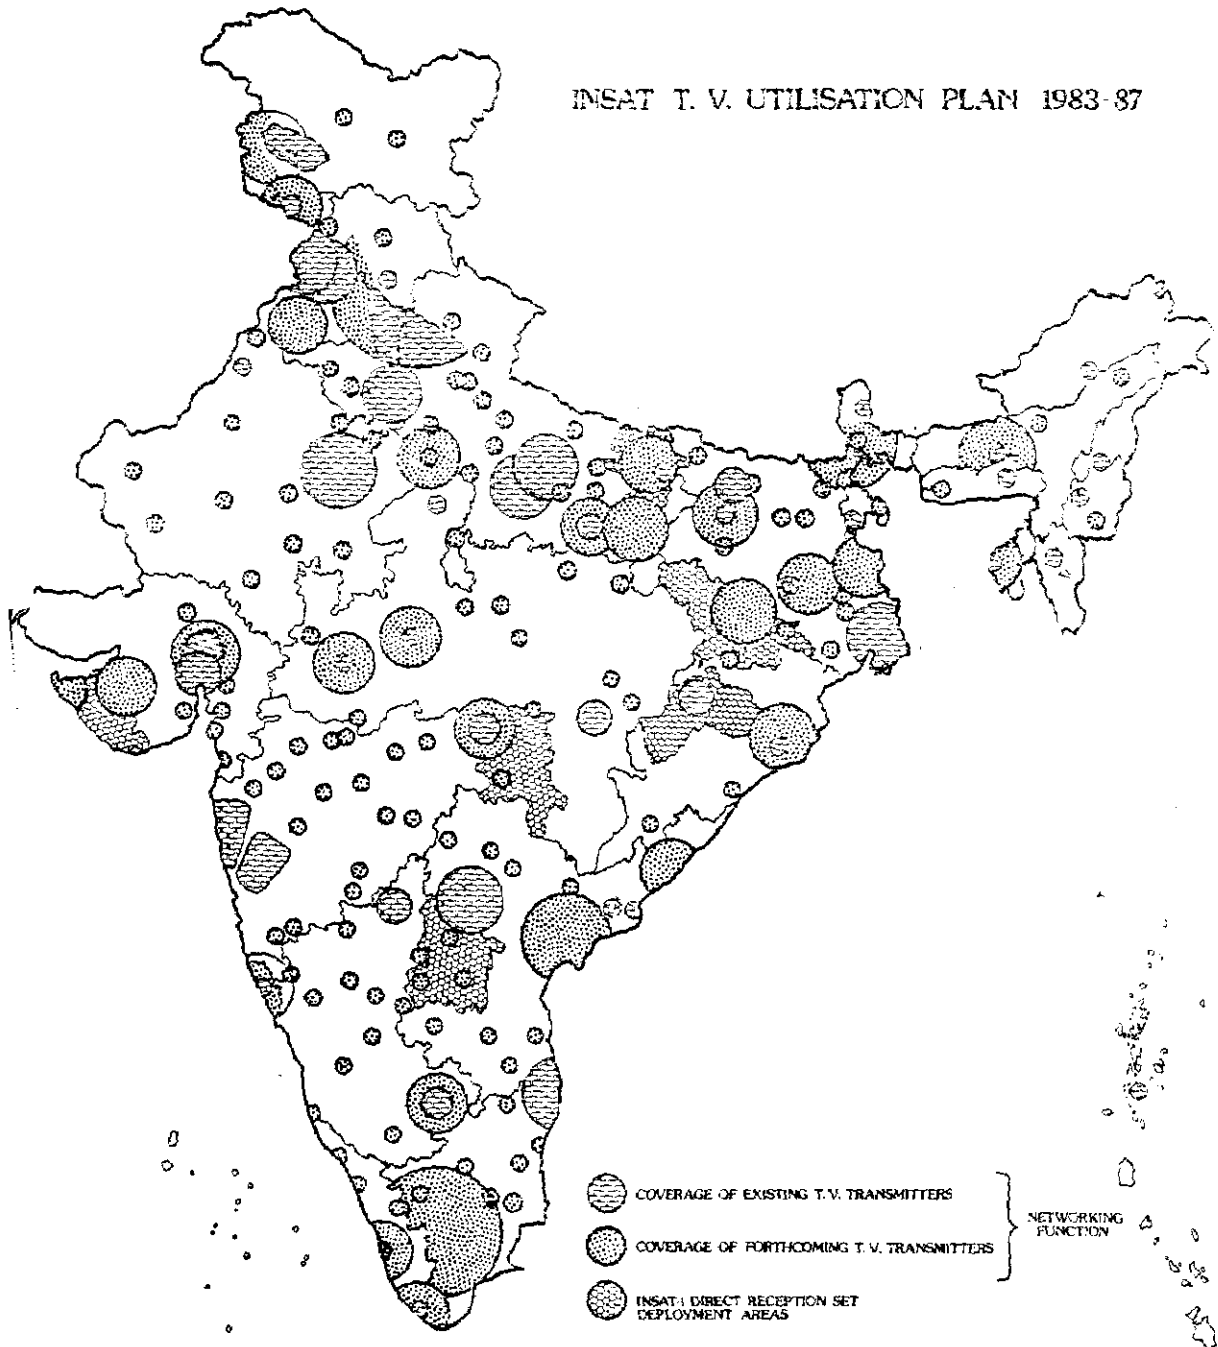 INSAT T. V. UTILISATION PLAN 1983-87
COVERAGE OF EXISTING T.V. TRANSMITTERS
COVERAGE OF FORTHCOMING T.V. TRANSMITTERS
NETWORKING
FUNCTION
INSAT-I DIRECT RECEPTION SET
DEPLOYMENT AREAS